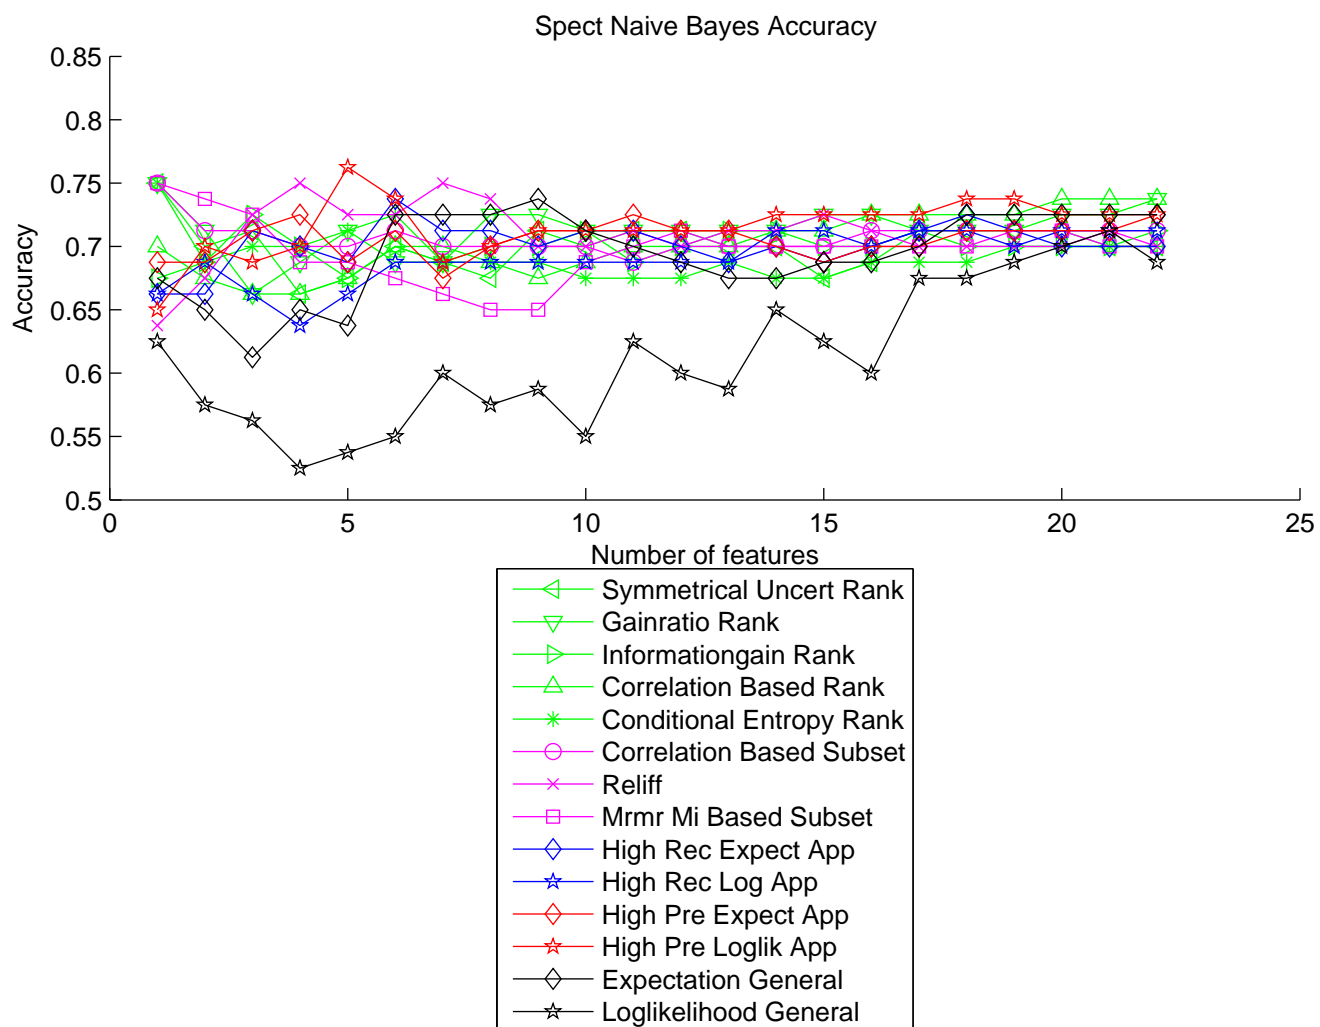 Spect Naive Bayes Accuracy
0.85
0.8
0.75
0.7
0.65
0.6
0.55
0.5
Accuracy
0 5 10 15 20 25
Number of features
Symmetrical Uncert Rank
Gainratio Rank
Informationgain Rank
Correlation Based Rank
Conditional Entropy Rank
Correlation Based Subset
Reliff
Mrmr Mi Based Subset
High Rec Expect App
High Rec Log App
High Pre Expect App
High Pre Loglik App
Expectation General
Loglikelihood General